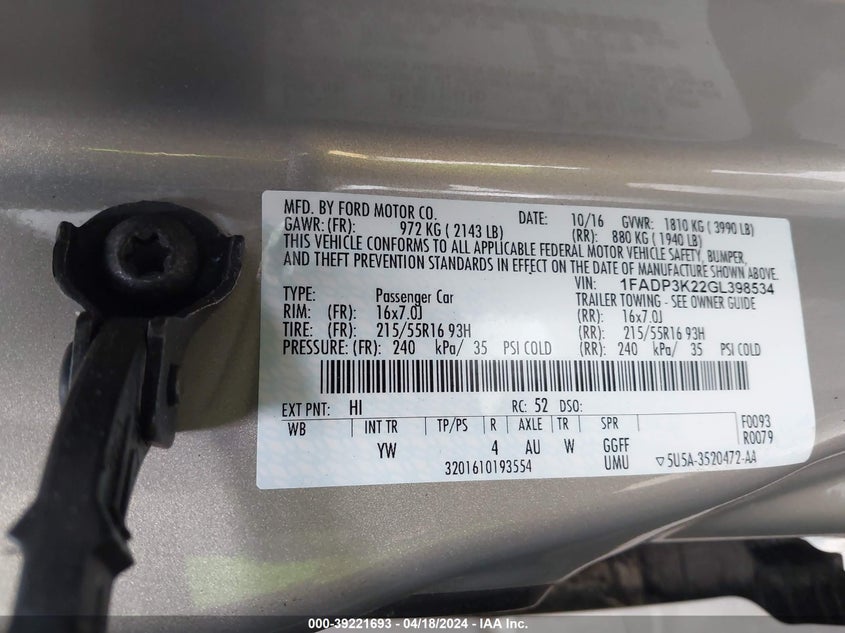 MFD. BY FORD MOTOR CO. DATE: 10/16 GVWR: 1810 KG ( 3990 LB)
GAWR: (FR): 972 KG ( 2143 LB) (RR): 880 KG ( 1940 LB)
THIS VEHICLE CONFORMS TO ALL APPLICABLE FEDERAL MOTOR VEHICLE SAFETY, BUMPER,
AND THEFT PREVENTION STANDARDS IN EFFECT ON THE DATE OF MANUFACTURE SHOWN ABOVE.
VIN: 1FADP3K22GL398534
TYPE: Passenger Car TRAILER TOWING - SEE OWNER GUIDE
RIM: (FR): 16x7.0J (RR): 16x7.0J
TIRE: (FR): 215/55R16 93H (RR): 215/55R16 93H
PRESSURE: (FR): 240 kPa/ 35 PSI COLD (RR): 240 kPa/ 35 PSI COLD
EXT PNT: HI RC: 52 DSO:
WB INT TR TP/PS R AXLE TR SPR F0093
R0079
YW 4 AU W GGFF
3201610193554 UMU ▽5U5A-3520472-AA
000-39221693 - 04/18/2024 - IAA Inc.